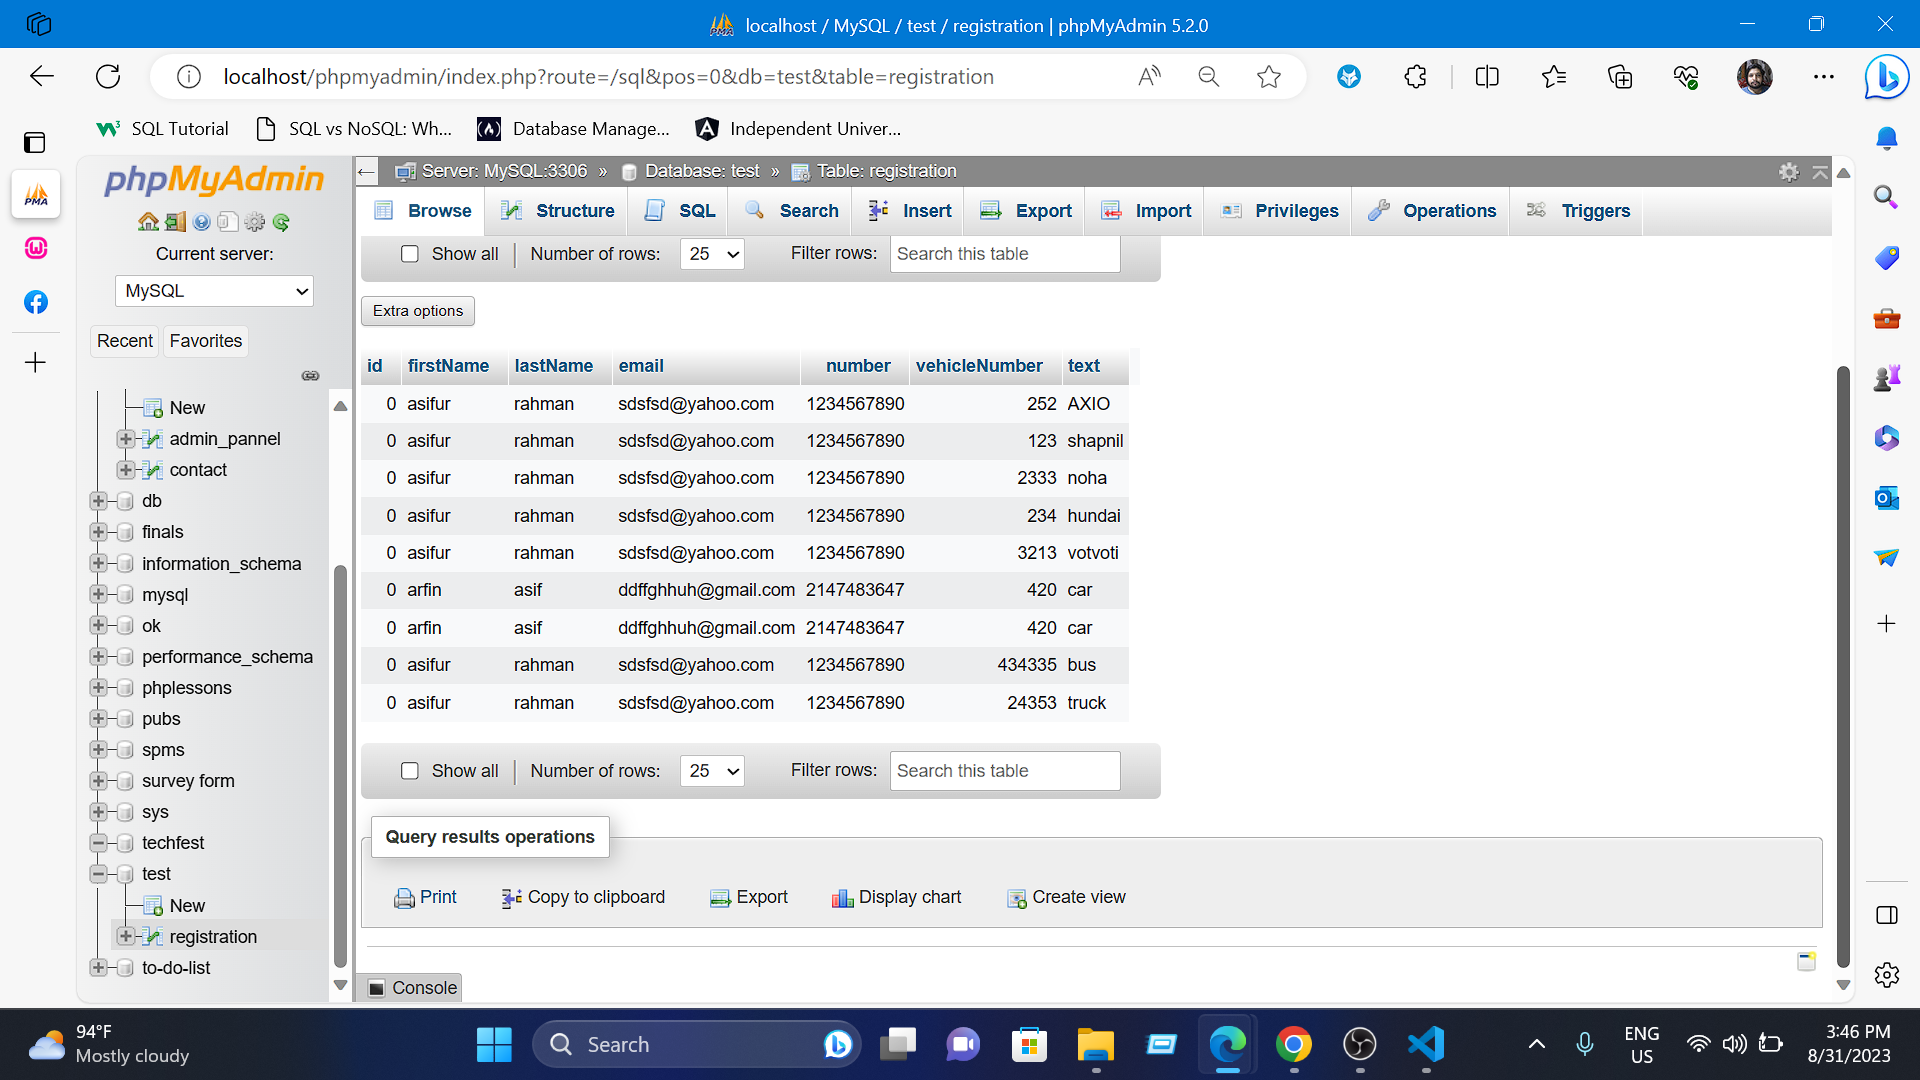 localhost / MySQL / test / registration | phpMyAdmin 5.2.0
localhost/phpmyadmin/index.php?route=/sql&pos=0&db=test&table=registration
SQL Tutorial
SQL vs NoSQL: Wh...
Database Manage...
Independent Univer...
phpMyAdmin
Current server:
MySQL
Recent
Favorites
New
admin_pannel
contact
db
finals
information_schema
mysql
ok
performance_schema
phplessons
pubs
spms
survey form
sys
techfest
test
New
registration
to-do-list
Server: MySQL:3306 » Database: test » Table: registration
Browse Structure SQL Search Insert Export Import Privileges Operations Triggers
Show all Number of rows: 25 Filter rows: Search this table
Extra options
id firstName lastName email number vehicleNumber text
0 asifur rahman sdsfsd@yahoo.com 1234567890 252 AXIO
0 asifur rahman sdsfsd@yahoo.com 1234567890 123 shapnil
0 asifur rahman sdsfsd@yahoo.com 1234567890 2333 noha
0 asifur rahman sdsfsd@yahoo.com 1234567890 234 hundai
0 asifur rahman sdsfsd@yahoo.com 1234567890 3213 votvoti
0 arfin asif ddffghhuh@gmail.com 2147483647 420 car
0 arfin asif ddffghhuh@gmail.com 2147483647 420 car
0 asifur rahman sdsfsd@yahoo.com 1234567890 434335 bus
0 asifur rahman sdsfsd@yahoo.com 1234567890 24353 truck
Show all Number of rows: 25 Filter rows: Search this table
Query results operations
Print Copy to clipboard Export Display chart Create view
Console
94°F
Mostly cloudy
Search
ENG
US
3:46 PM
8/31/2023